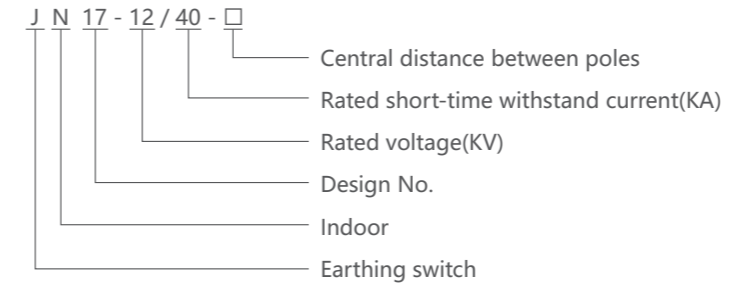 J N 17 - 12 / 40 - □
Central distance between poles
Rated short-time withstand current(KA)
Rated voltage(KV)
Design No.
Indoor
Earthing switch